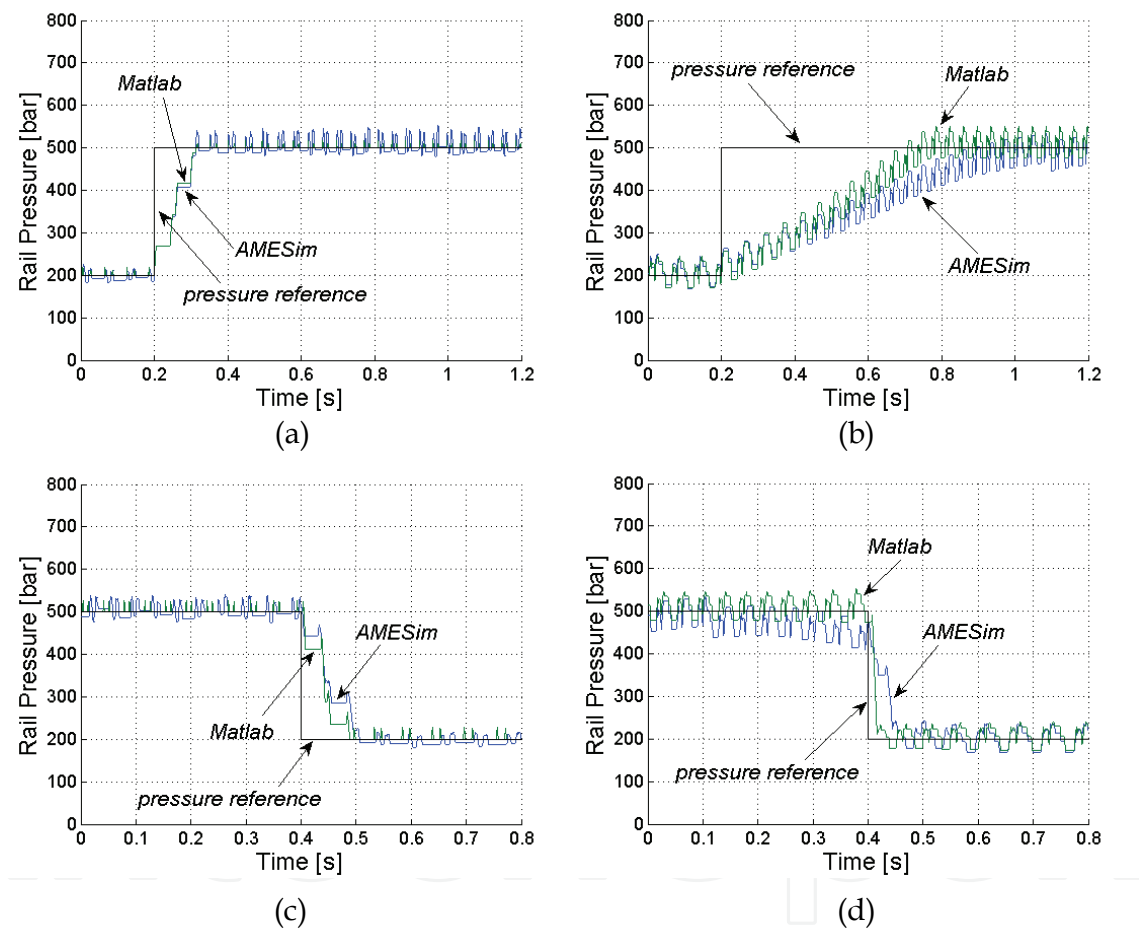 800
700
600
500
400
300
200
100
0
Rail Pressure [bar]
Matlab
AMESim
pressure reference
0 0.2 0.4 0.6 0.8 1 1.2
Time [s]
(a)
800
700
600
500
400
300
200
100
0
Rail Pressure [bar]
pressure reference
Matlab
AMESim
0 0.2 0.4 0.6 0.8 1 1.2
Time [s]
(b)
800
700
600
500
400
300
200
100
0
Rail Pressure [bar]
AMESim
Matlab
pressure reference
0 0.1 0.2 0.3 0.4 0.5 0.6 0.7 0.8
Time [s]
(c)
800
700
600
500
400
300
200
100
0
Rail Pressure [bar]
Matlab
AMESim
pressure reference
0 0.1 0.2 0.3 0.4 0.5 0.6 0.7 0.8
Time [s]
(d)